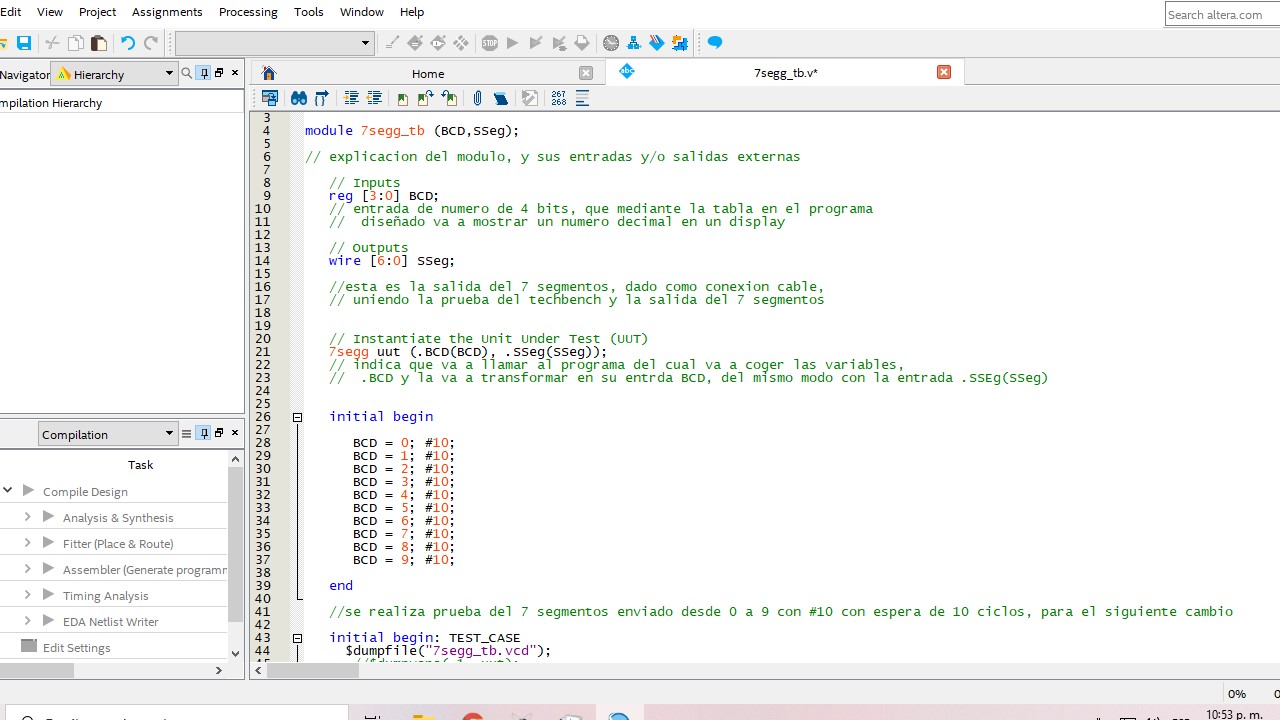 Edit View Project Assignments Processing Tools Window Help
Search altera.com
Navigator Hierarchy
Home
7segg_tb.v*
mpilation Hierarchy
267
268
3
4 module 7segg_tb (BCD,SSeg);
5
6 // explicacion del modulo, y sus entradas y/o salidas externas
7
8 // Inputs
9 reg [3:0] BCD;
10 // entrada de numero de 4 bits, que mediante la tabla en el programa
11 //  diseñado va a mostrar un numero decimal en un display
12
13 // Outputs
14 wire [6:0] SSeg;
15
16 //esta es la salida del 7 segmentos, dado como conexion cable,
17 // uniendo la prueba del techbench y la salida del 7 segmentos
18
19
20 // Instantiate the Unit Under Test (UUT)
21 7segg uut (.BCD(BCD), .SSeg(SSeg));
22 // indica que va a llamar al programa del cual va a coger las variables,
23 //  .BCD y la va a transformar en su entrda BCD, del mismo modo con la entrada .SSEg(SSeg)
24
25
26 initial begin
27
28 BCD = 0; #10;
29 BCD = 1; #10;
30 BCD = 2; #10;
31 BCD = 3; #10;
32 BCD = 4; #10;
33 BCD = 5; #10;
34 BCD = 6; #10;
35 BCD = 7; #10;
36 BCD = 8; #10;
37 BCD = 9; #10;
38
39 end
40
41 //se realiza prueba del 7 segmentos enviado desde 0 a 9 con #10 con espera de 10 ciclos, para el siguiente cambio
42
43 initial begin: TEST_CASE
44 $dumpfile("7segg_tb.vcd");
Compilation
Task
Compile Design
Analysis & Synthesis
Fitter (Place & Route)
Assembler (Generate programm
Timing Analysis
EDA Netlist Writer
Edit Settings
0%
10:53 p. m.